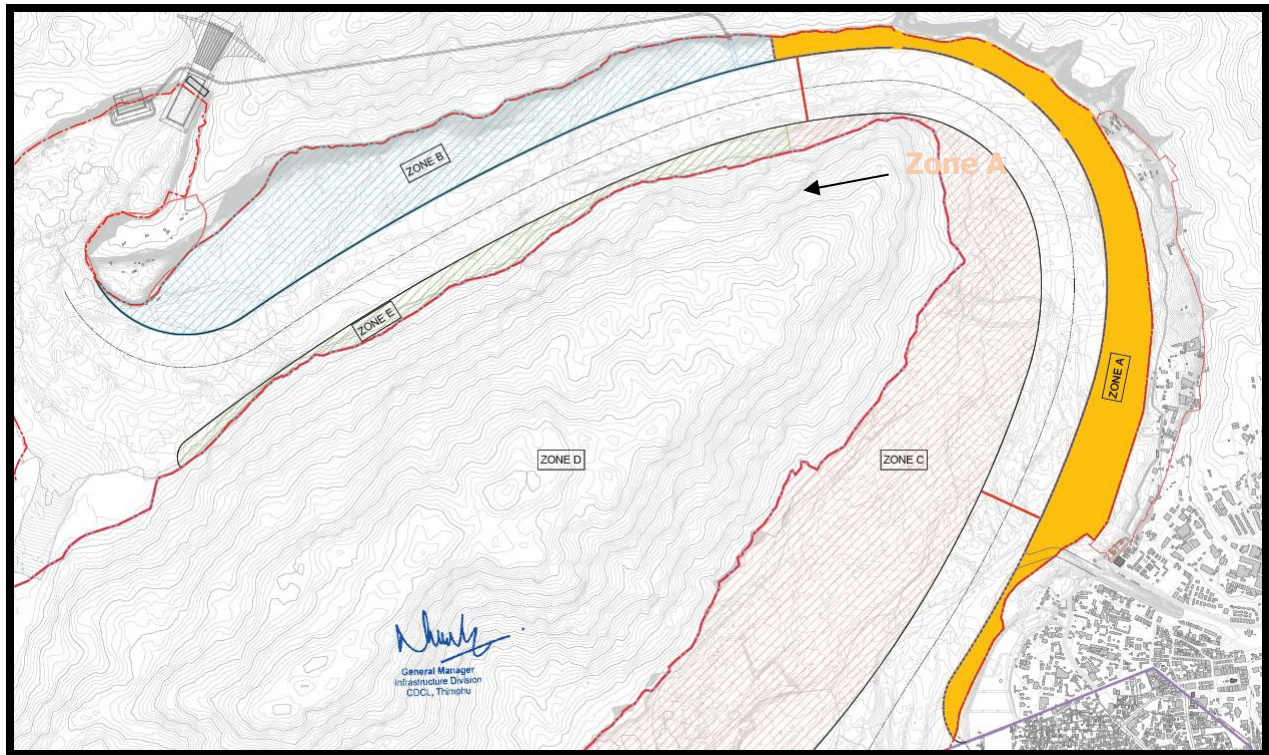 ZONE B
Zone A
ZONE E
ZONE A
ZONE D
ZONE C
General Manager
Infrastructure Division
CDCL, Thimphu